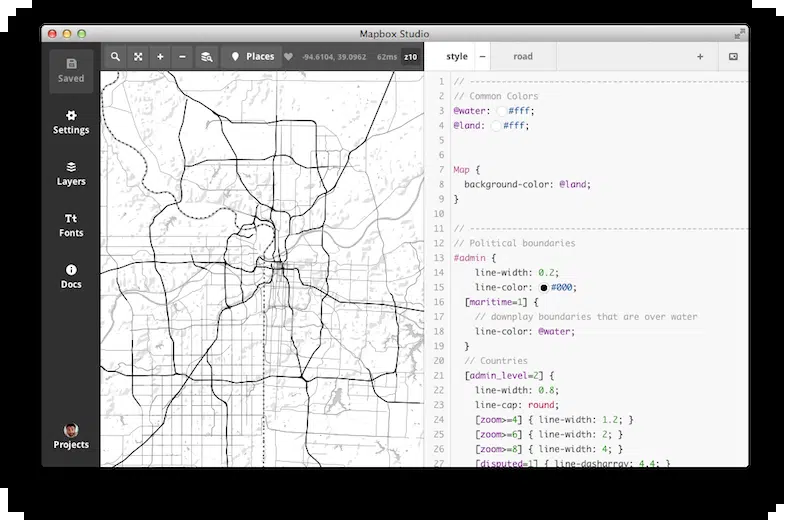 Mapbox Studio
Saved
Settings
Layers
Tt
Fonts
Docs
Projects
Places -94.6104, 39.0962 62ms z10
style road
1 // 
2 // Common Colors
3 @water: #fff;
4 @land: #fff;
5
6
7 Map {
8 background-color: @land;
9 }
10
11 // 
12 // Political boundaries
13 #admin {
14 line-width: 0.2;
15 line-color: #000;
16 [maritime=1] {
17 // downplay boundaries that are over water
18 line-color: @water;
19 }
20 // Countries
21 [admin_level=2] {
22 line-width: 0.8;
23 line-cap: round;
24 [zoom>=4] { line-width: 1.2; }
25 [zoom>=6] { line-width: 2; }
26 [zoom>=8] { line-width: 4; }
27 [disputed=1] { line-dasharray: 4,4; }